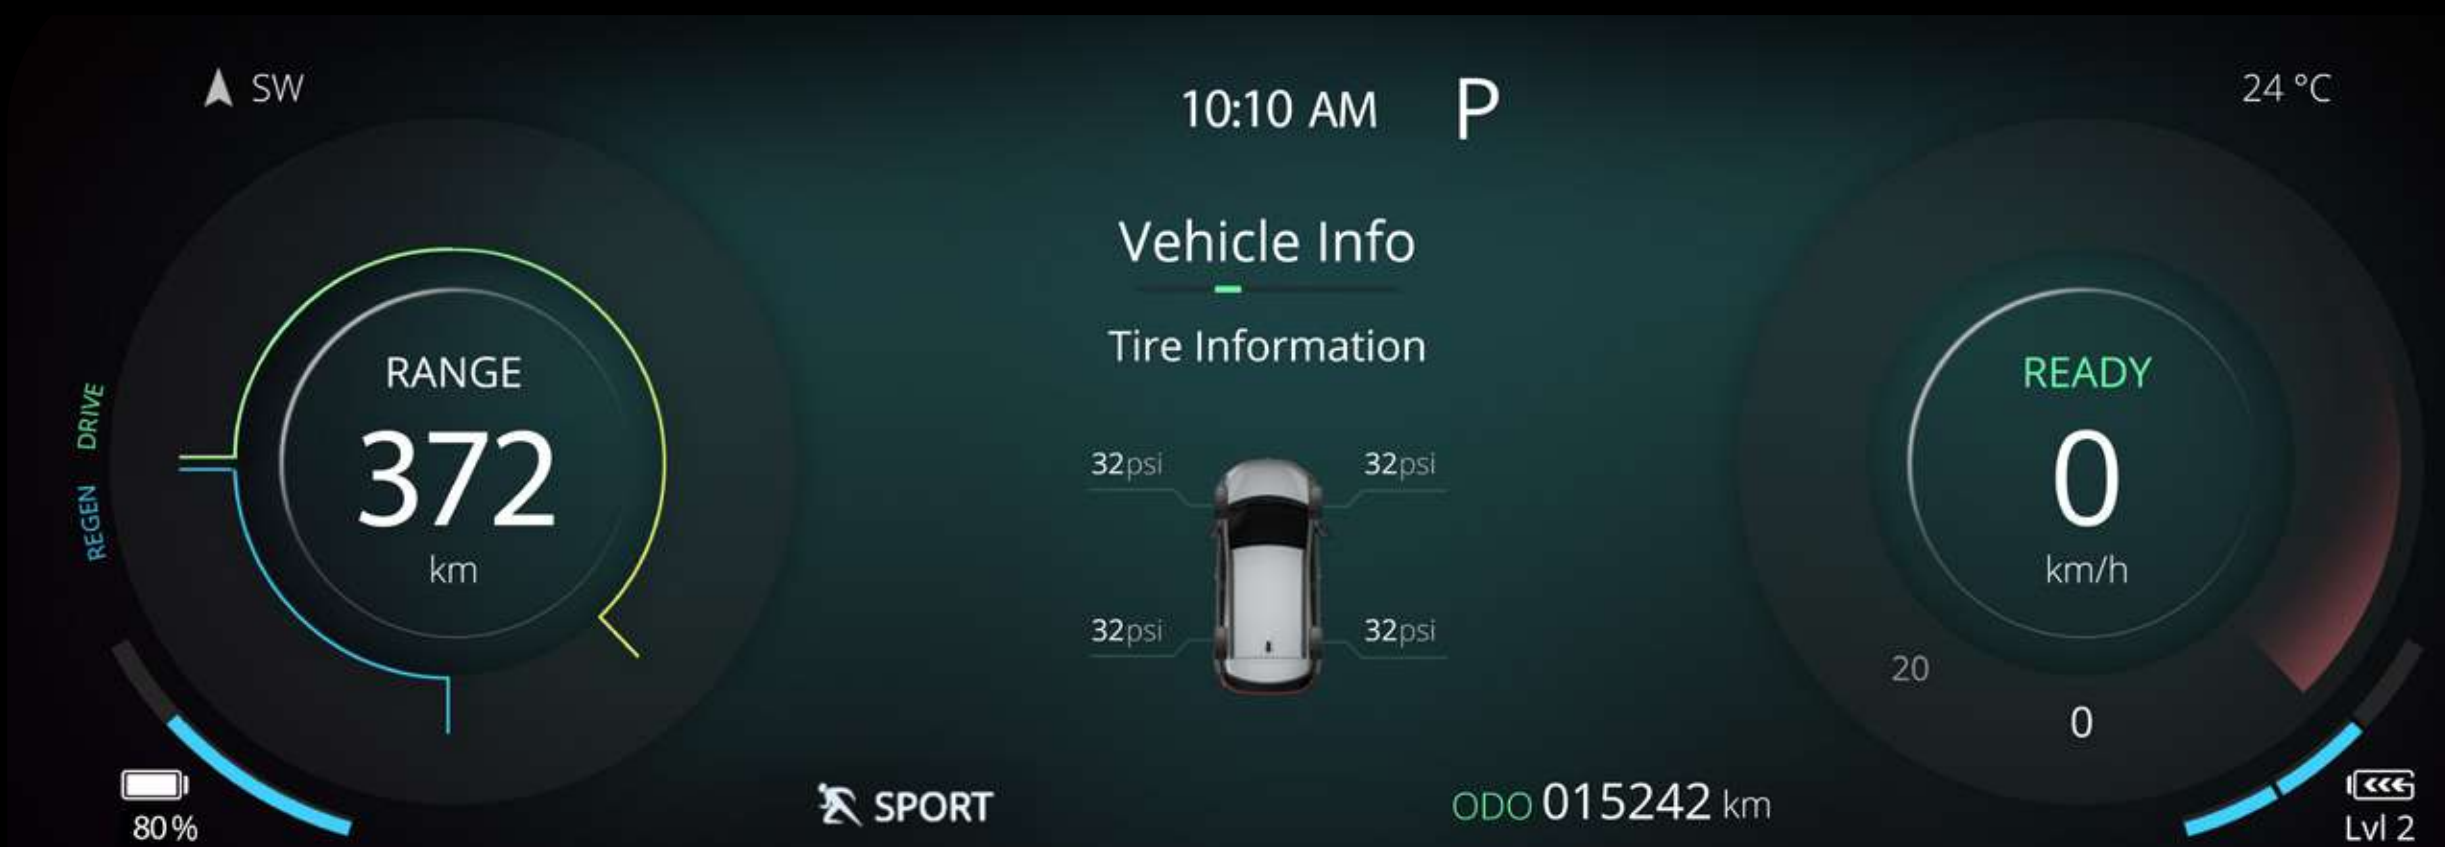 SW
10:10 AM P
24 °C
Vehicle Info
Tire Information
DRIVE
REGEN
RANGE
372
km
32psi 32psi
32psi 32psi
READY
0
km/h
20
0
80%
SPORT
ODO 015242 km
Lvl 2